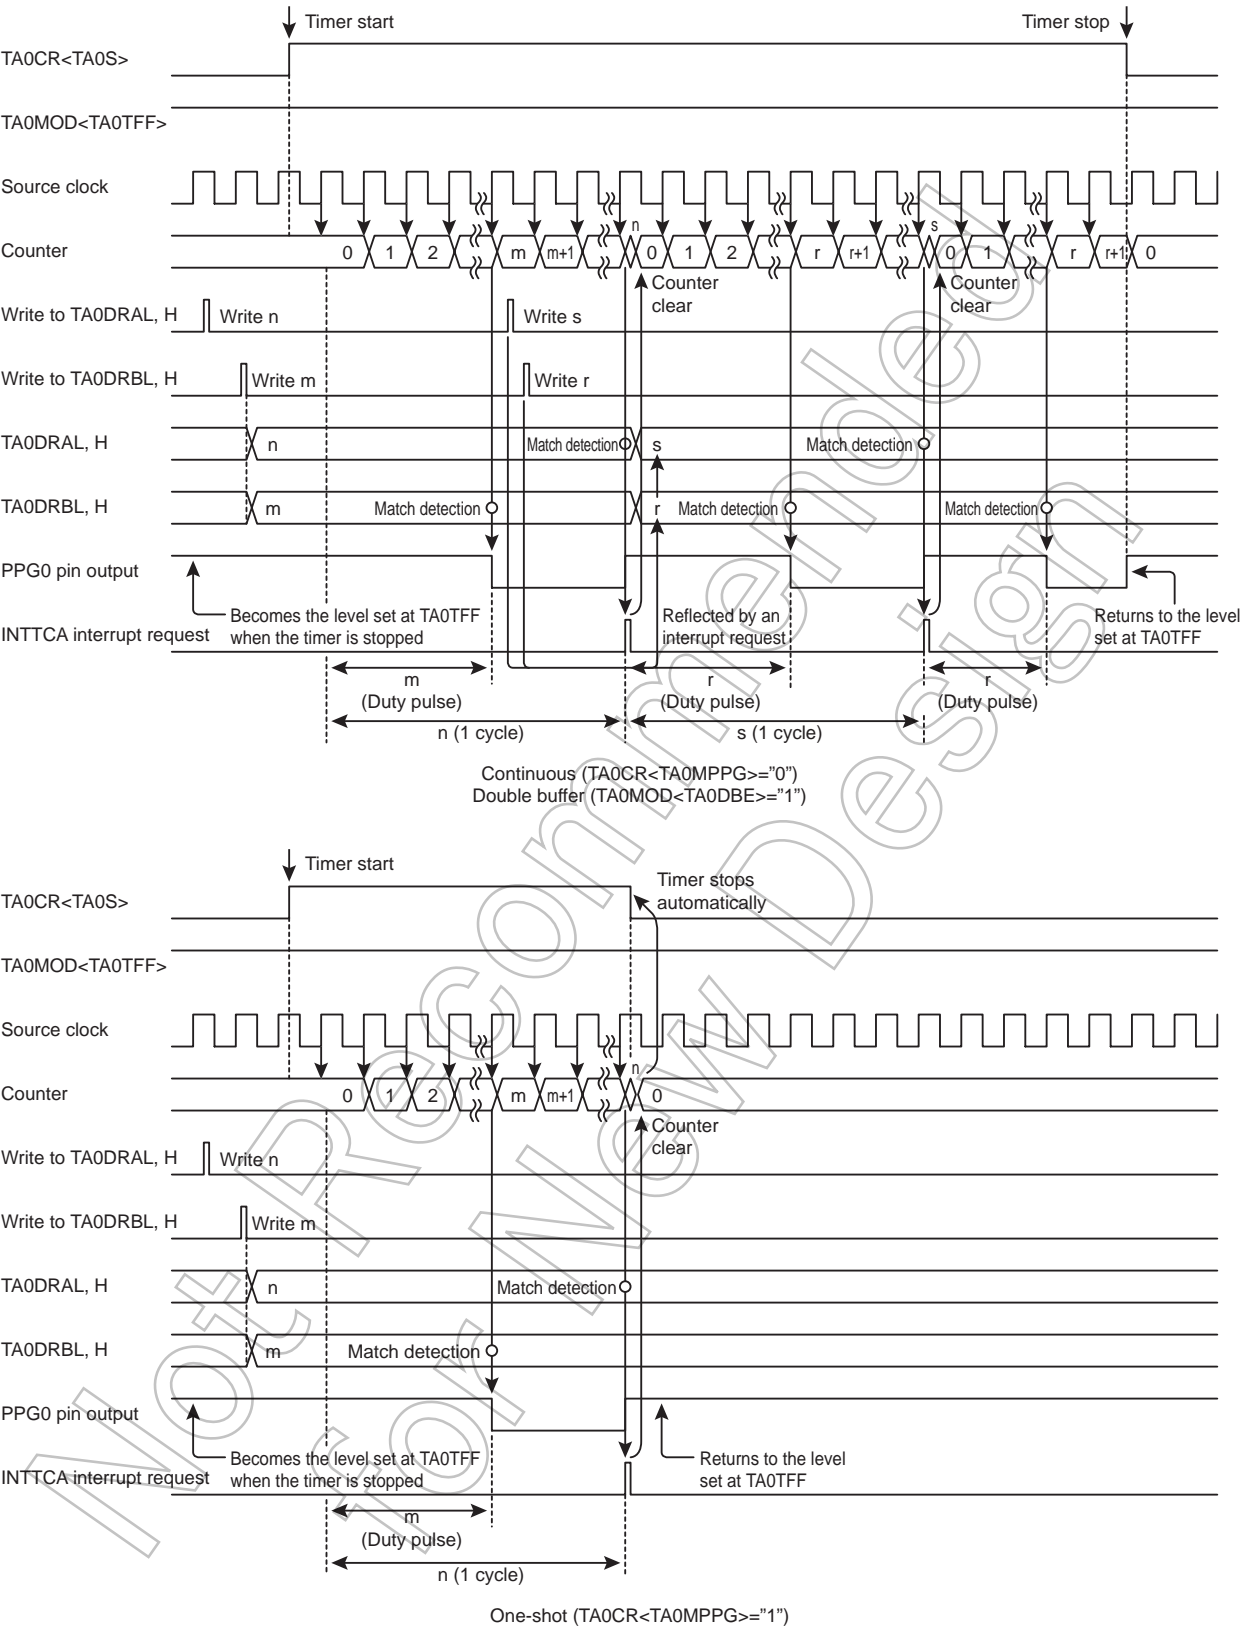 Timer start
Timer stop
TA0CR<TA0S>
TA0MOD<TA0TFF>
Source clock
n
s
Counter
0 1 2 m m+1 0 1 2 r r+1 0 1 r r+1 0
Counter
clear
Counter
clear
Write to TA0DRAL, H
Write n
Write s
Write to TA0DRBL, H
Write m
Write r
TA0DRAL, H
n
Match detection
s
Match detection
TA0DRBL, H
m
Match detection
r
Match detection
Match detection
PPG0 pin output
Becomes the level set at TA0TFF
when the timer is stopped
Reflected by an
interrupt request
Returns to the level
set at TA0TFF
INTTCA interrupt request
m
(Duty pulse)
r
(Duty pulse)
r
(Duty pulse)
n (1 cycle)
s (1 cycle)
Continuous (TA0CR<TA0MPPG>="0")
Double buffer (TA0MOD<TA0DBE>="1")
Timer start
Timer stops
automatically
TA0CR<TA0S>
TA0MOD<TA0TFF>
Source clock
n
Counter
0 1 2 m m+1 0
Counter
clear
Write to TA0DRAL, H
Write n
Write to TA0DRBL, H
Write m
TA0DRAL, H
n
Match detection
TA0DRBL, H
m
Match detection
PPG0 pin output
Becomes the level set at TA0TFF
when the timer is stopped
Returns to the level
set at TA0TFF
INTTCA interrupt request
m
(Duty pulse)
n (1 cycle)
One-shot (TA0CR<TA0MPPG>="1")
Not Recommended
for New Design